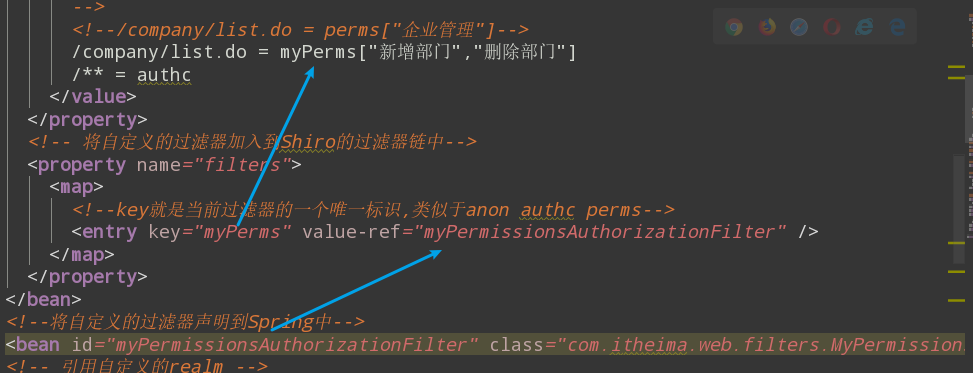 -->
<!--/company/list.do = perms["企业管理"]-->
/company/list.do = myPerms["新增部门","删除部门"]
/** = authc
</value>
</property>
<!-- 将自定义的过滤器加入到Shiro的过滤器链中-->
<property name="filters">
<map>
<!--key就是当前过滤器的一个唯一标识,类似于anon authc perms-->
<entry key="myPerms" value-ref="myPermissionsAuthorizationFilter" />
</map>
</property>
</bean>
<!--将自定义的过滤器声明到Spring中-->
<bean id="myPermissionsAuthorizationFilter" class="com.itheima.web.filters.MyPermission
<!-- 引用自定义的realm -->